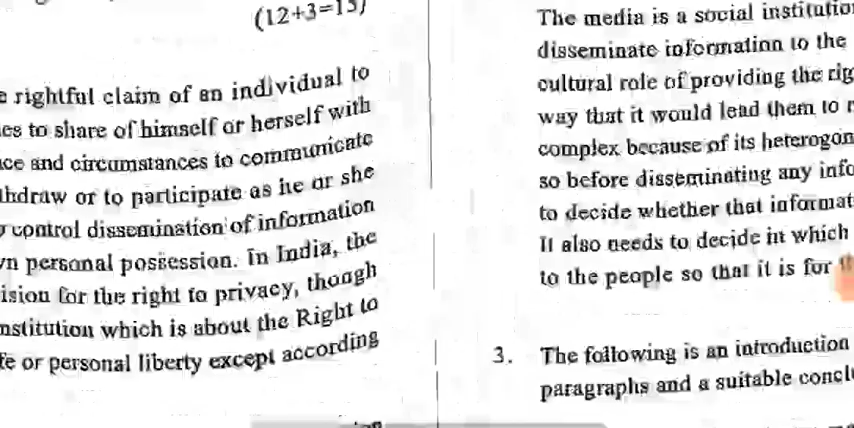 (12+3=15)
rightful claim of an individual to
to share of himself or herself with
and circumstances to communicate
or to participate as he or she
control dissemination of information
personal possession. In India, the
for the right to privacy, though
which is about the Right to
or personal liberty except according
The media is a social institutio
disseminate information to the
cultural role of providing the rig
way that it would lead them to r
complex because of its heterogen
so before disseminating any info
to decide whether that informat
It also needs to decide in which
to the people so that it is for
3. The following is an introduction
paragraphs and a suitable concl